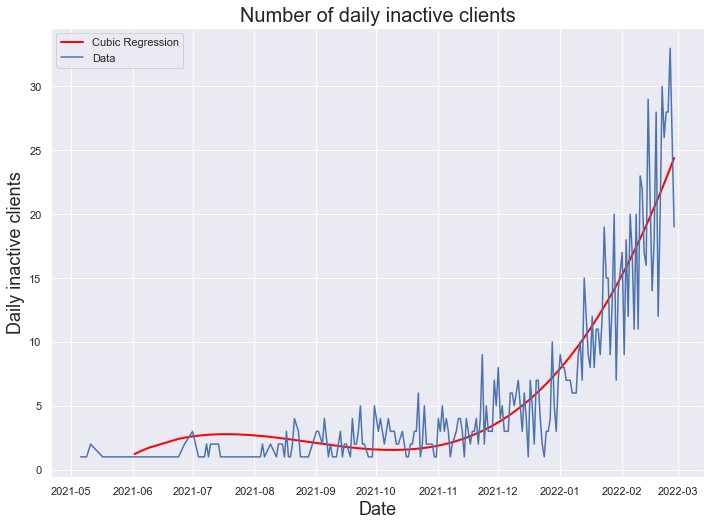 Number of daily inactive clients
Cubic Regression
Data
Daily inactive clients
30
25
20
15
10
5
0
2021-05 2021-06 2021-07 2021-08 2021-09 2021-10 2021-11 2021-12 2022-01 2022-02 2022-03
Date